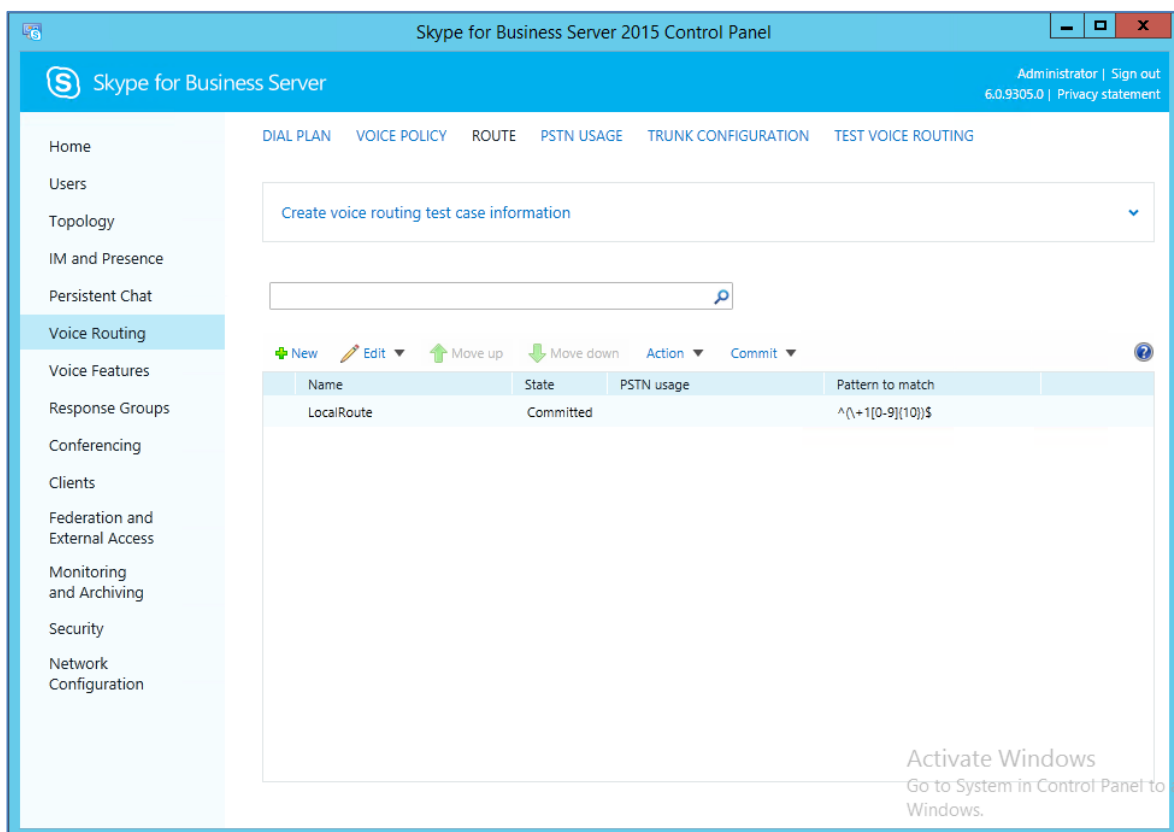 Skype for Business Server 2015 Control Panel
Skype for Business Server
Administrator | Sign out
6.0.9305.0 | Privacy statement
Home
Users
Topology
IM and Presence
Persistent Chat
Voice Routing
Voice Features
Response Groups
Conferencing
Clients
Federation and
External Access
Monitoring
and Archiving
Security
Network
Configuration
DIAL PLAN VOICE POLICY ROUTE PSTN USAGE TRUNK CONFIGURATION TEST VOICE ROUTING
Create voice routing test case information
New Edit Move up Move down Action Commit
Name State PSTN usage Pattern to match
LocalRoute Committed ^(\+1[0-9]{10})$
Activate Windows
Go to System in Control Panel to
Windows.